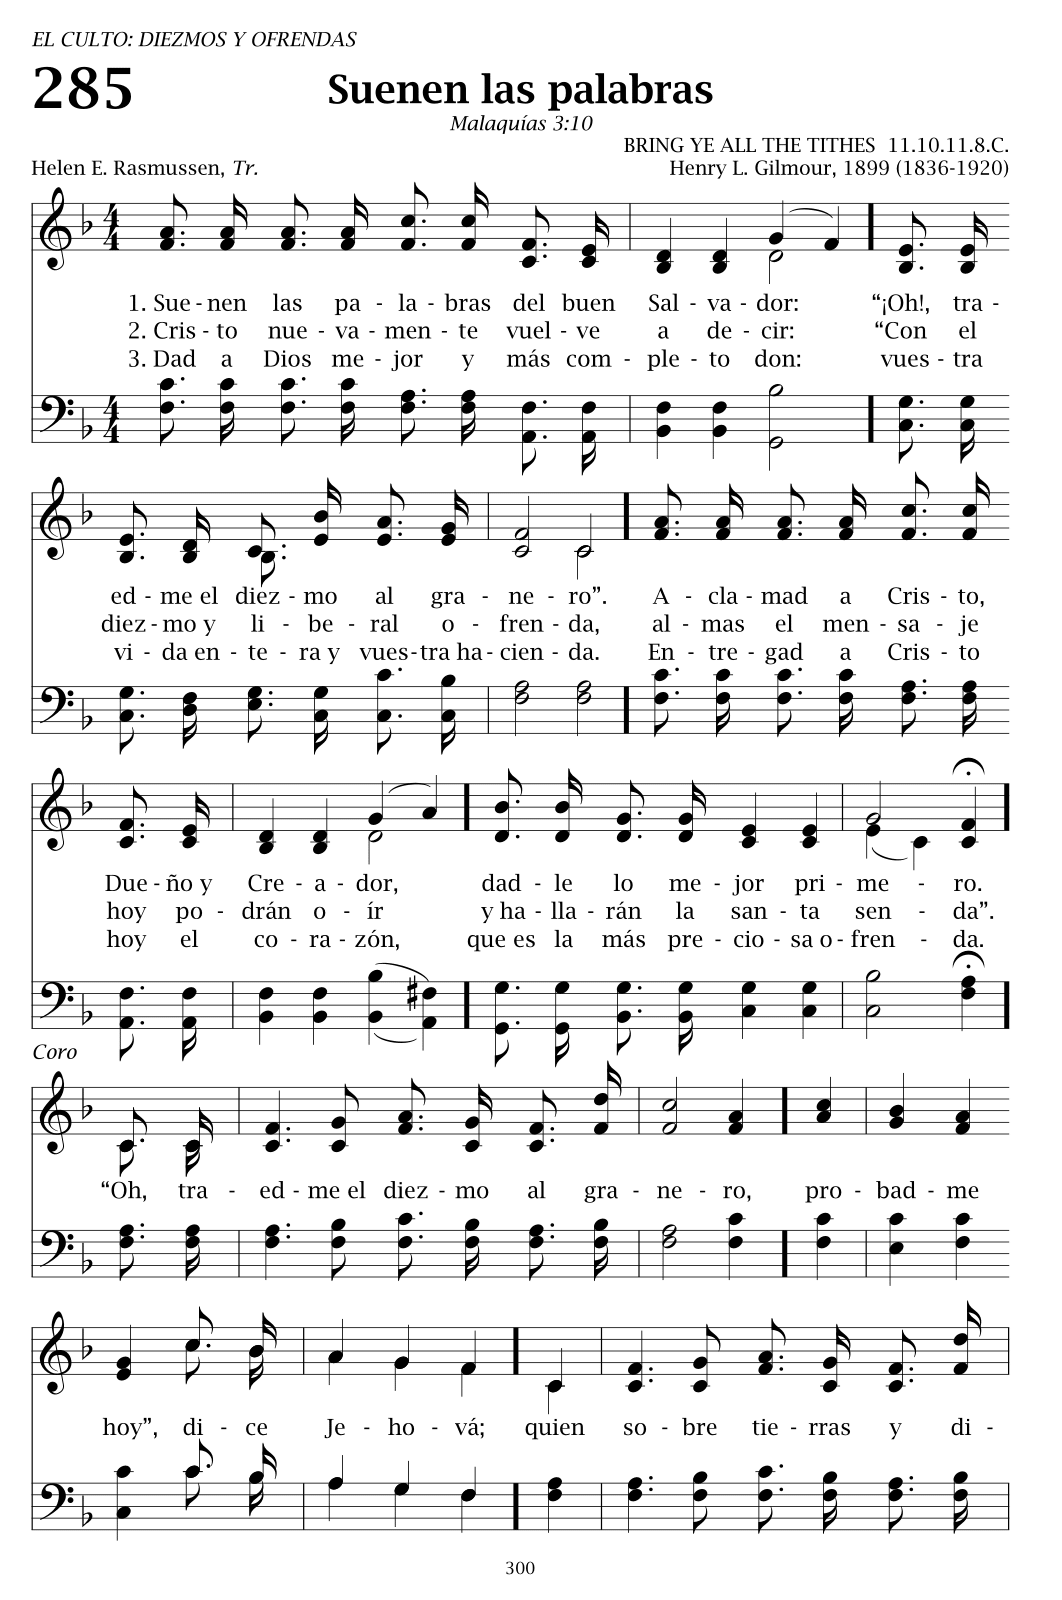 EL CULTO: DIEZMOS Y OFRENDAS
285 Suenen las palabras
Malaquías 3:10
BRING YE ALL THE TITHES 11.10.11.8.C.
Helen E. Rasmussen, Tr. Henry L. Gilmour, 1899 (1836-1920)
1. Sue - nen las pa - la - bras del buen Sal - va - dor: “¡Oh!, tra -
2. Cris - to nue - va - men - te vuel - ve a de - cir: “Con el
3. Dad a Dios me - jor y más com - ple - to don: vues - tra
ed - me el diez - mo al gra - ne - ro”. A - cla - mad a Cris - to,
diez - mo y li - be - ral o - fren - da, al - mas el men - sa - je
vi - da en - te - ra y vues - tra ha - cien - da. En - tre - gad a Cris - to
Due - ño y Cre - a - dor, dad - le lo me - jor pri - me - ro.
hoy po - drán o - ír y ha - lla - rán la san - ta sen - da”.
hoy el co - ra - zón, que es la más pre - cio - sa o - fren - da.
Coro
“Oh, tra - ed - me el diez - mo al gra - ne - ro, pro - bad - me
hoy”, di - ce Je - ho - vá; quien so - bre tie - rras y di -
300